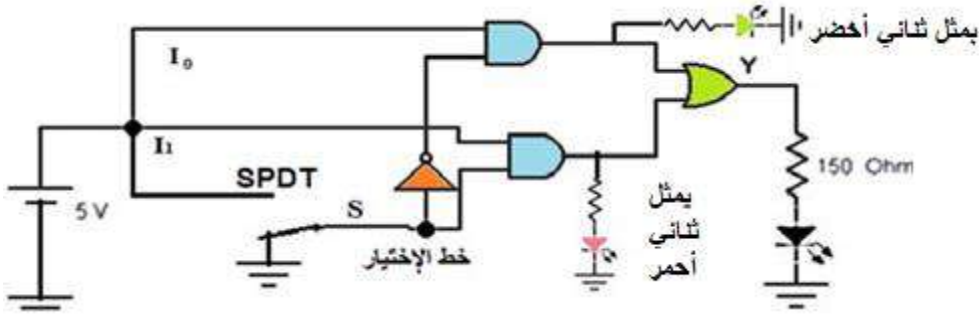 يمثل ثنائي أخضر
I₀
Y
I1
SPDT
150 Ohm
5 V
S
يمثل
ثنائي
أحمر
خط الإختيار